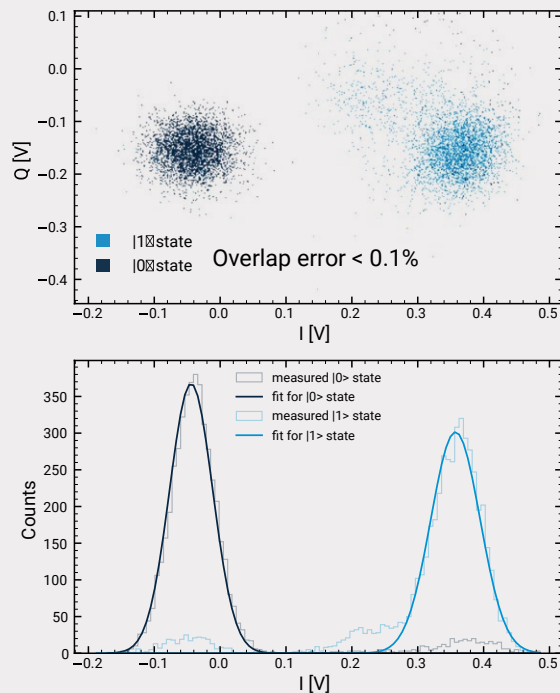 0.1
0.0
−0.1
−0.2
−0.3
−0.4
Q [V]
|1▯state
|0▯state
Overlap error < 0.1%
−0.2 −0.1 0.0 0.1 0.2 0.3 0.4 0.5
I [V]
measured |0> state
fit for |0> state
measured |1> state
fit for |1> state
350
300
250
200
150
100
50
0
Counts
−0.2 −0.1 0.0 0.1 0.2 0.3 0.4 0.5
I [V]